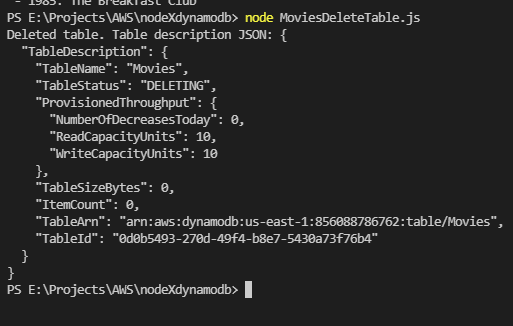 - 1985: The Breakfast Club
PS E:\Projects\AWS\nodeXdynamodb> node MoviesDeleteTable.js
Deleted table. Table description JSON: {
  "TableDescription": {
    "TableName": "Movies",
    "TableStatus": "DELETING",
    "ProvisionedThroughput": {
      "NumberOfDecreasesToday": 0,
      "ReadCapacityUnits": 10,
      "WriteCapacityUnits": 10
    },
    "TableSizeBytes": 0,
    "ItemCount": 0,
    "TableArn": "arn:aws:dynamodb:us-east-1:856088786762:table/Movies",
    "TableId": "0d0b5493-270d-49f4-b8e7-5430a73f76b4"
  }
}
PS E:\Projects\AWS\nodeXdynamodb>